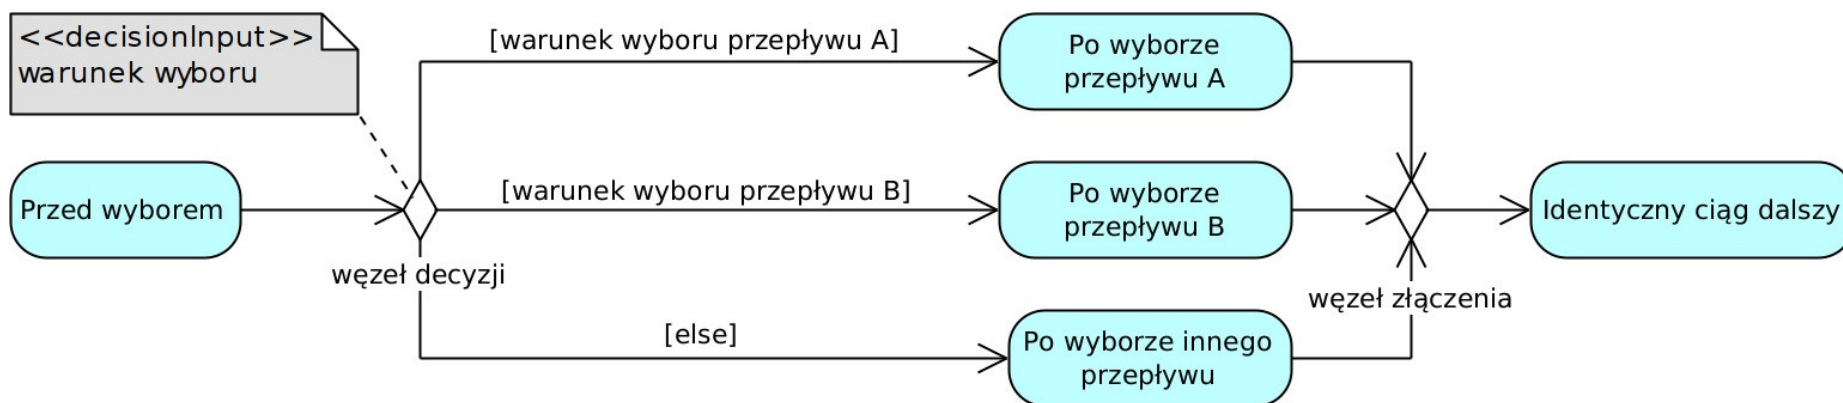 <<decisionInput>>
warunek wyboru
[warunek wyboru przepływu A]
Po wyborze
przepływu A
Przed wyborem
[warunek wyboru przepływu B]
Po wyborze
przepływu B
Identyczny ciąg dalszy
węzeł decyzji
węzeł złączenia
[else]
Po wyborze innego
przepływu